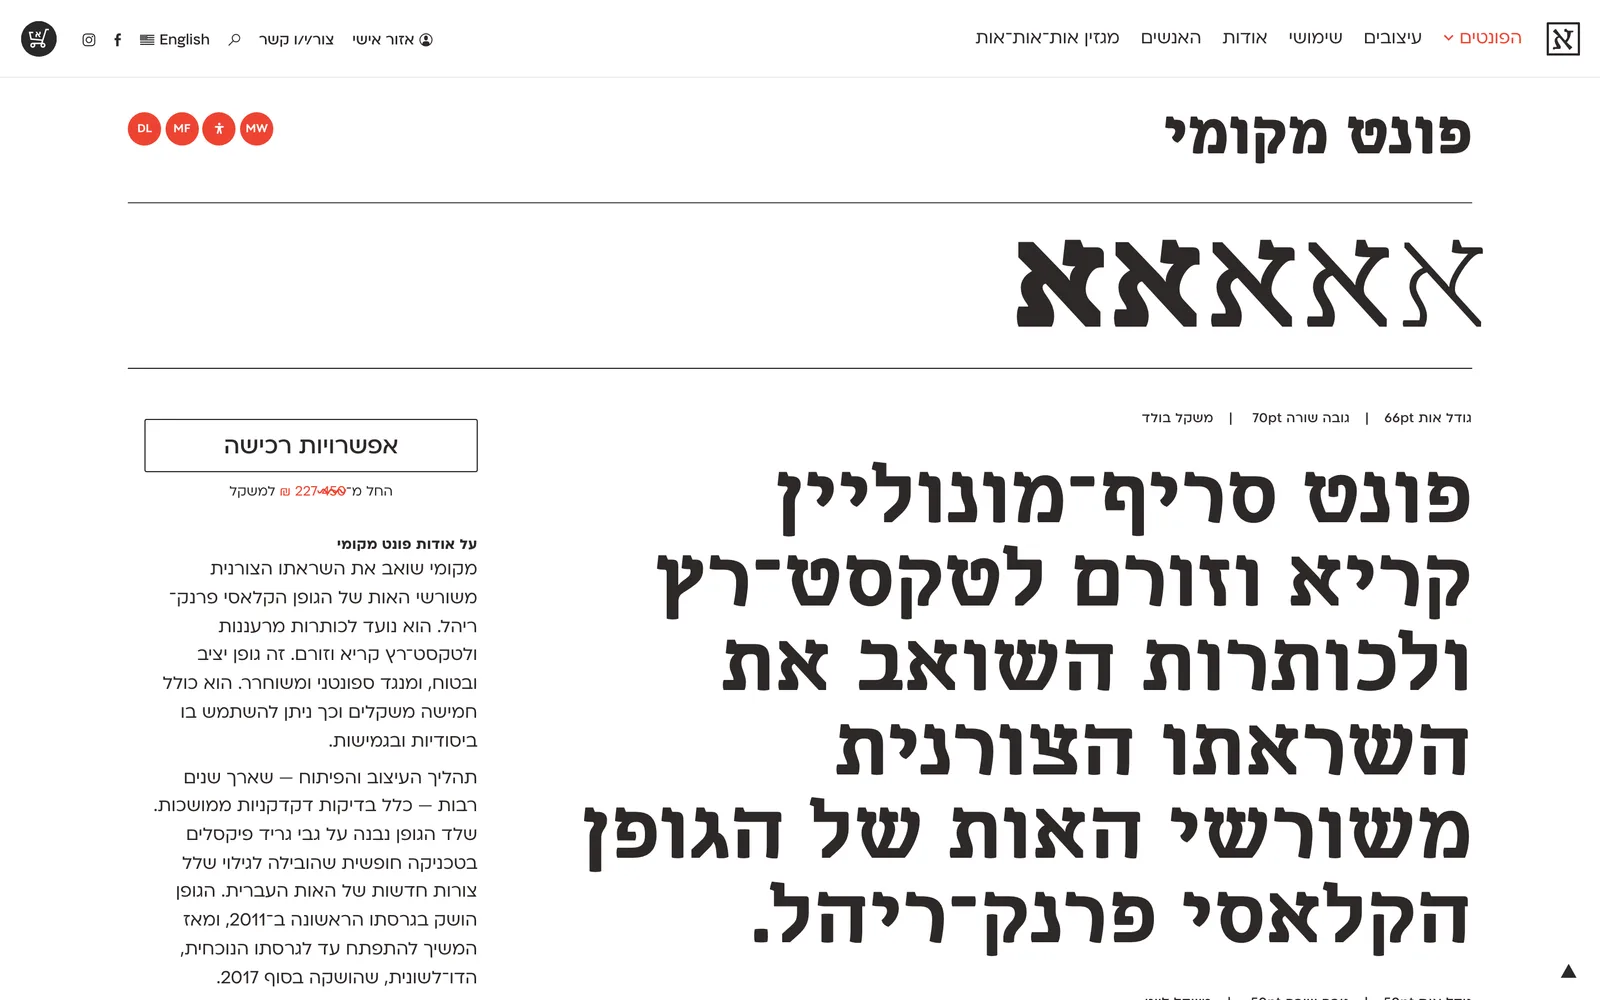 א
הפונטים
עיצובים
שימושי
אודות
האנשים
מגזין אות־אות־אות
אזור אישי
צור/י/ו קשר
English
פונט מקומי
MW
MF
DL
א א א א א
גודל אות 66pt | גובה שורה 70pt | משקל בולד
פונט סריף־מונוליין
קריא וזורם לטקסט־רץ
ולכותרות השואב את
השראתו הצורנית
משורשי האות של הגופן
הקלאסי פרנק־ריהל.
אפשרויות רכישה
החל מ־450 227 ₪ למשקל
על אודות פונט מקומי
מקומי שואב את השראתו הצורנית
משורשי האות של הגופן הקלאסי פרנק־
ריהל. הוא נועד לכותרות מרעננות
ולטקסט־רץ קריא וזורם. זה גופן יציב
ובטוח, ומנגד ספונטני ומשוחרר. הוא כולל
חמישה משקלים וכך ניתן להשתמש בו
ביסודיות ובגמישות.
תהליך העיצוב והפיתוח — שארך שנים
רבות — כלל בדיקות דקדקניות ממושכות.
שלד הגופן נבנה על גבי גריד פיקסלים
בטכניקה חופשית שהובילה לגילוי שלל
צורות חדשות של האות העברית. הגופן
הושק בגרסתו הראשונה ב־2011, ומאז
המשיך להתפתח עד לגרסתו הנוכחית,
הדו־לשונית, שהושקה בסוף 2017.